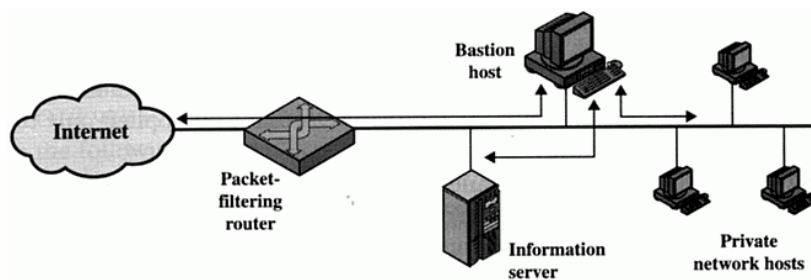 Bastion
host
Internet
Packet-
filtering
router
Information
server
Private
network hosts